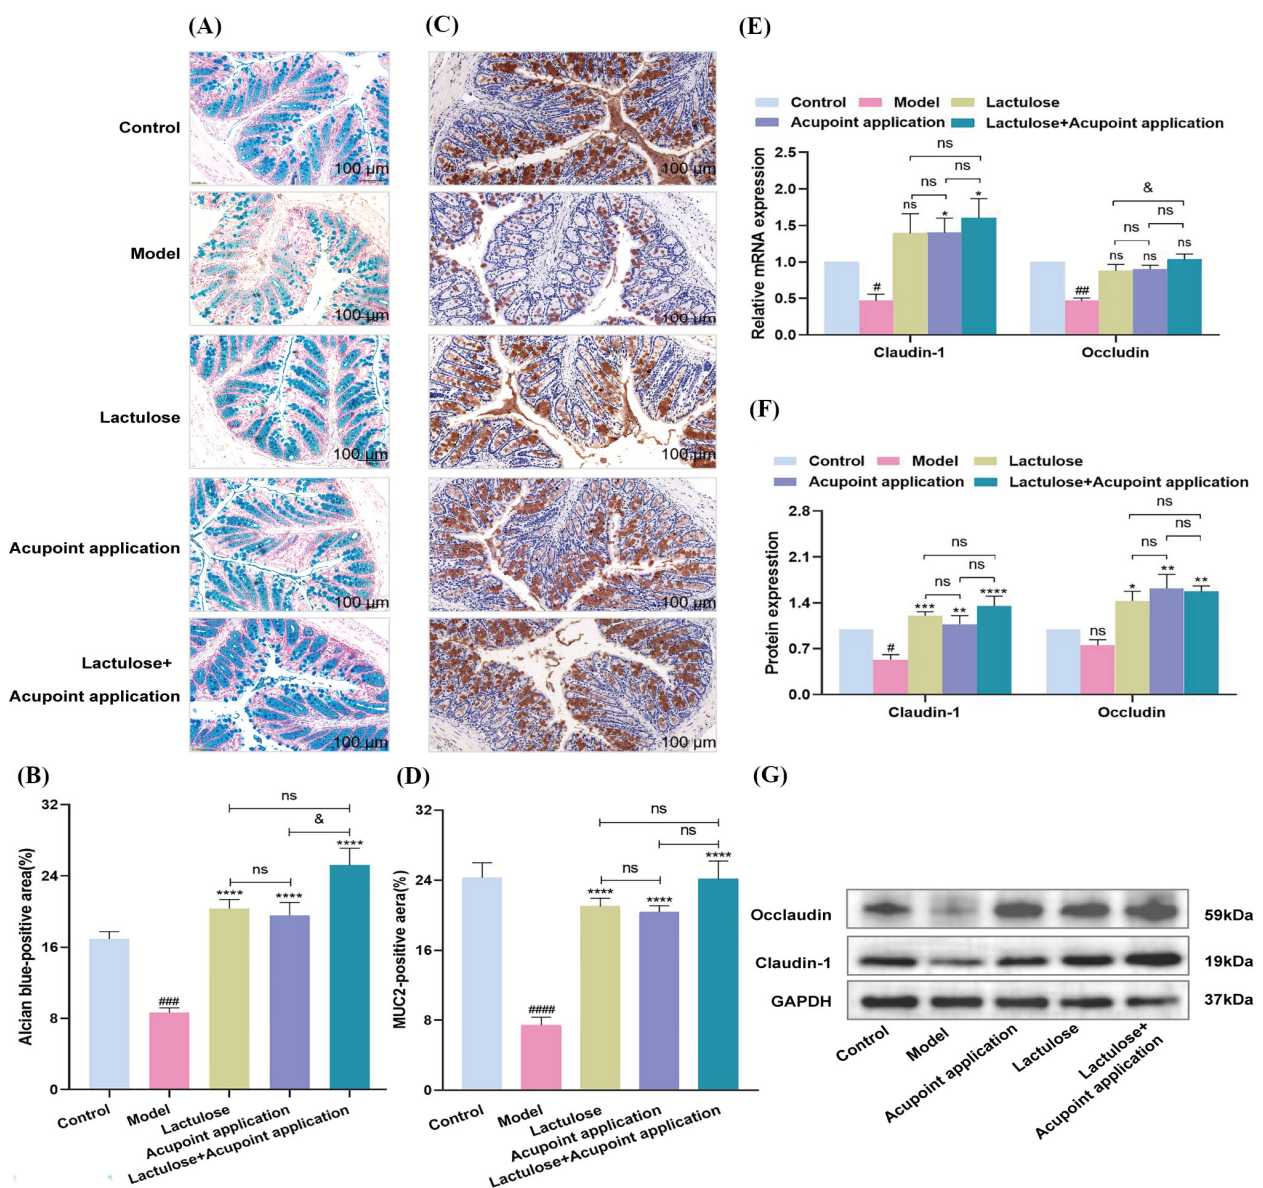 (A)
(C)
Control
Model
Lactulose
Acupoint application
Lactulose+
Acupoint application
100 μm
100 μm
100 μm
100 μm
100 μm
100 μm
100 μm
100 μm
100 μm
100 μm
(E)
Control
Model
Lactulose
Acupoint application
Lactulose+Acupoint application
Relative mRNA expression
2.5
2.0
1.5
1.0
0.5
0.0
#
ns
*
*
ns
ns
ns
##
ns
ns
ns
ns
ns
&
Claudin-1
Occludin
(F)
Control
Model
Lactulose
Acupoint application
Lactulose+Acupoint application
Protein expresstion
2.8
2.1
1.4
0.7
0.0
#
***
**
****
ns
ns
ns
ns
*
**
**
ns
ns
ns
Claudin-1
Occludin
(B)
Alcian blue-positive area(%)
32
24
16
8
0
###
****
****
****
ns
&
ns
Control
Model
Lactulose
Acupoint application
Lactulose+Acupoint application
(D)
MUC2-positive aera(%)
32
24
16
8
0
####
****
****
****
ns
ns
ns
Control
Model
Lactulose
Acupoint application
Lactulose+Acupoint application
(G)
Occlaudin
59kDa
Claudin-1
19kDa
GAPDH
37kDa
Control
Model
Acupoint application
Lactulose
Lactulose+
Acupoint application